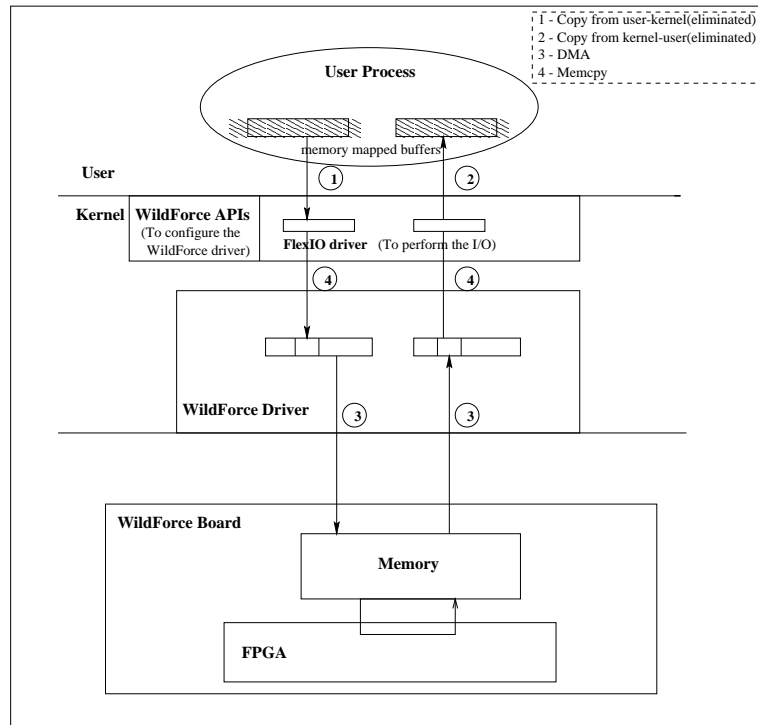 1 - Copy from user-kernel(eliminated)
2 - Copy from kernel-user(eliminated)
3 - DMA
4 - Memcpy
User Process
memory mapped buffers
User
1
2
Kernel
WildForce APIs
(To configure the
WildForce driver)
FlexIO driver
(To perform the I/O)
4
4
WildForce Driver
3
3
WildForce Board
Memory
FPGA